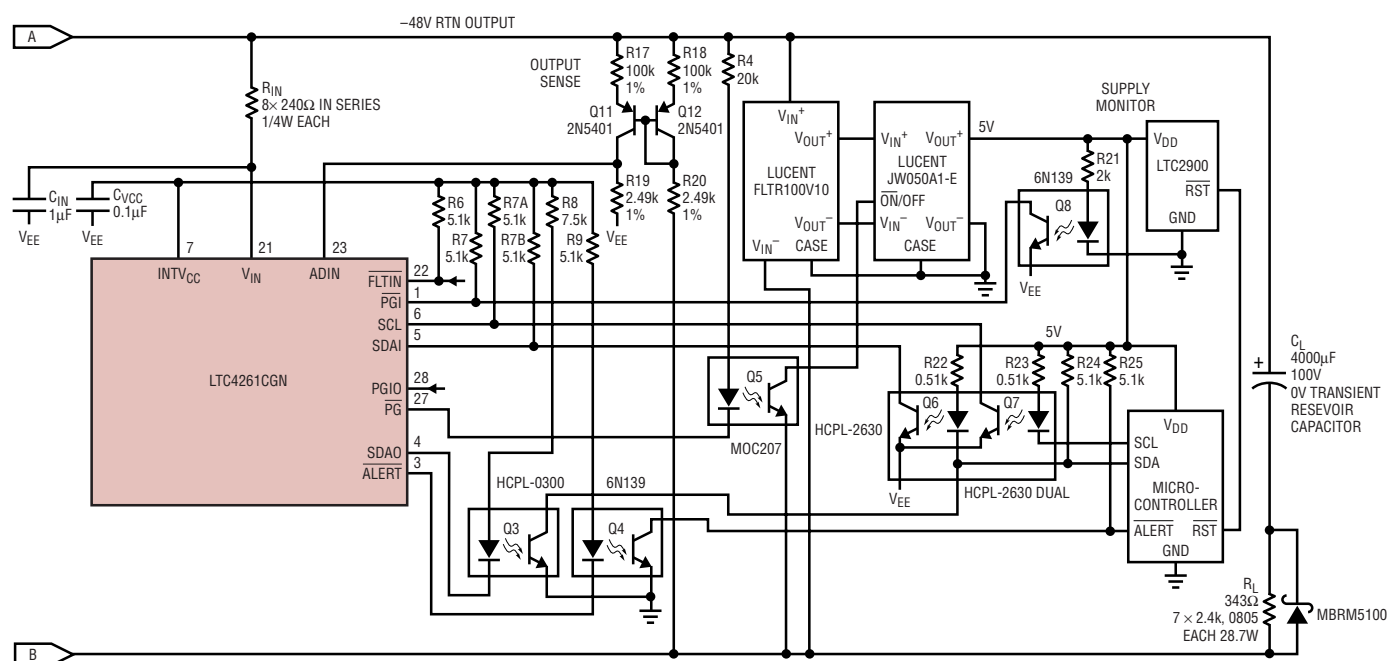 A
–48V RTN OUTPUT
RIN
8× 240Ω IN SERIES
1/4W EACH
CIN
1µF
VEE
CVCC
0.1µF
VEE
OUTPUT
SENSE
R17
100k
1%
R18
100k
1%
R4
20k
Q11
2N5401
Q12
2N5401
R19
2.49k
1%
VEE
R20
2.49k
1%
R6
5.1k
R7
5.1k
R7A
5.1k
R7B
5.1k
R8
7.5k
R9
5.1k
7
21
23
INTVCC
VIN
ADIN
LTC4261CGN
FLTIN
22
PGI
1
SCL
6
SDAI
5
PGIO
28
PG
27
SDAO
4
ALERT
3
VIN+
VOUT+
LUCENT
FLTR100V10
VOUT–
VIN–
CASE
VIN+
VOUT+
LUCENT
JW050A1-E
ON/OFF
VIN–
VOUT–
CASE
5V
SUPPLY
MONITOR
VDD
LTC2900
RST
GND
R21
2k
6N139
Q8
VEE
Q5
MOC207
HCPL-0300
Q3
6N139
Q4
5V
R22
0.51k
R23
0.51k
R24
5.1k
R25
5.1k
Q6
Q7
HCPL-2630
VEE
HCPL-2630 DUAL
VDD
SCL
SDA
MICRO-
CONTROLLER
ALERT
RST
GND
+
CL
4000µF
100V
0V TRANSIENT
RESEVOIR
CAPACITOR
RL
343Ω
7 × 2.4k, 0805
EACH 28.7W
MBRM5100
B